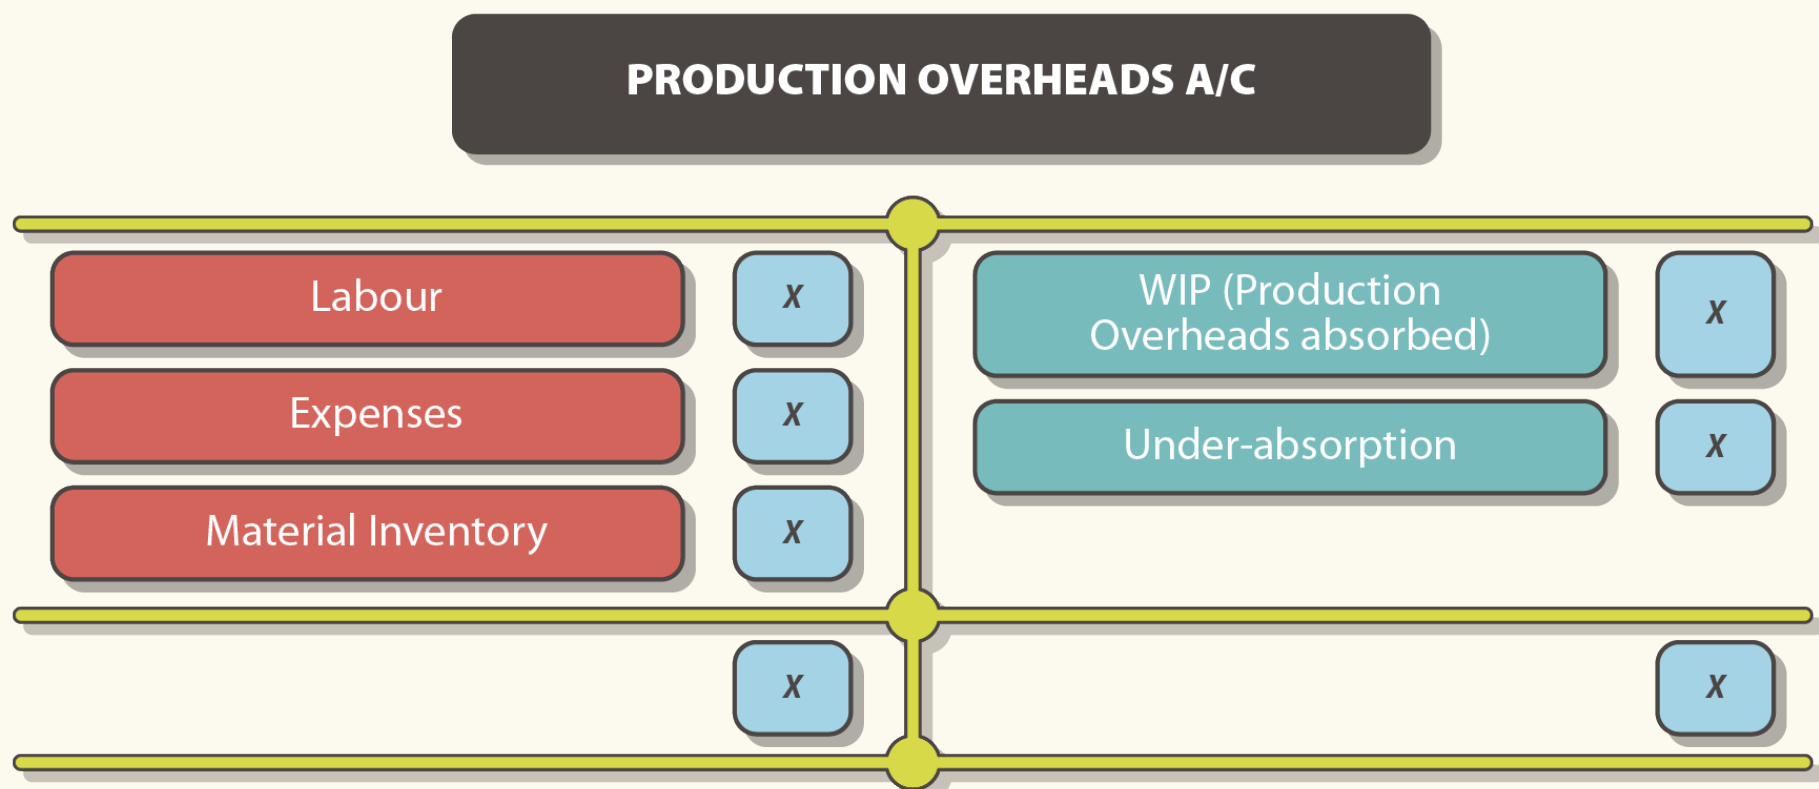 PRODUCTION OVERHEADS A/C
Labour
X
Expenses
X
Material Inventory
X
WIP (Production
Overheads absorbed)
X
Under-absorption
X
X
X